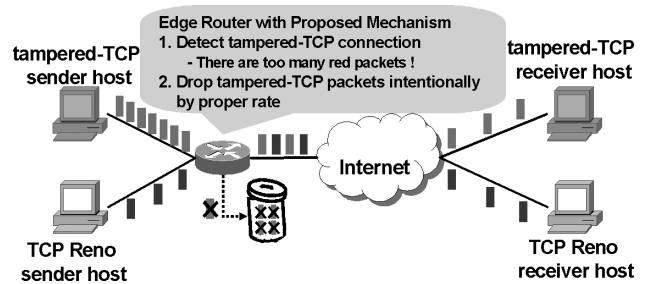 Edge Router with Proposed Mechanism
1. Detect tampered-TCP connection
- There are too many red packets !
2. Drop tampered-TCP packets intentionally
by proper rate
tampered-TCP
sender host
tampered-TCP
receiver host
Internet
TCP Reno
sender host
TCP Reno
receiver host